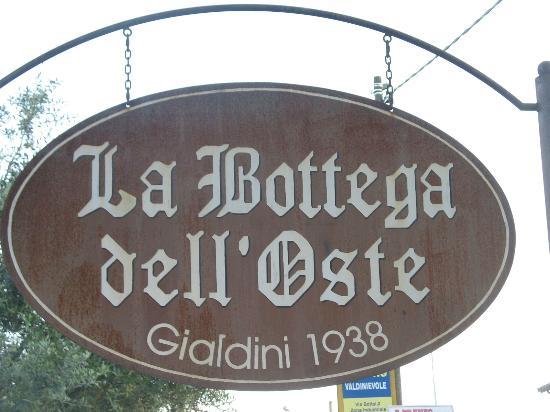 La Bottega
dell'Oste
Gialdini 1938
VALDINIEVOLE